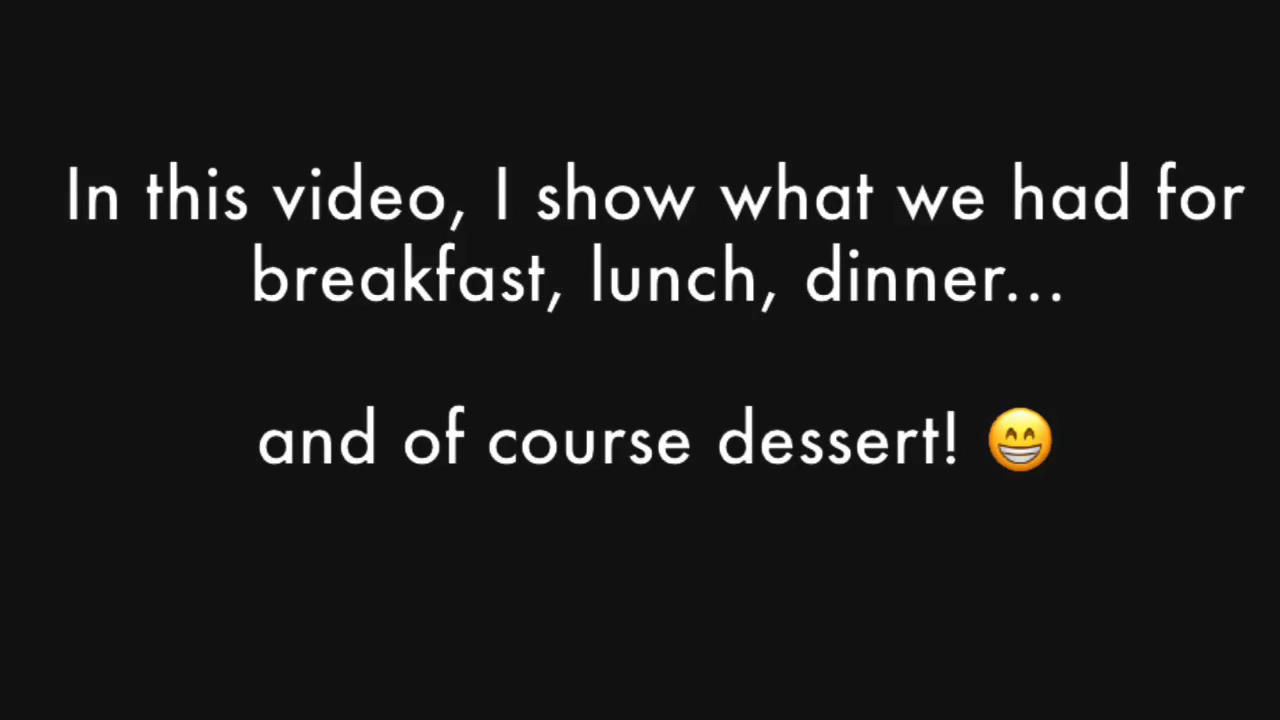 In this video, I show what we had for
breakfast, lunch, dinner...
and of course dessert! 😁